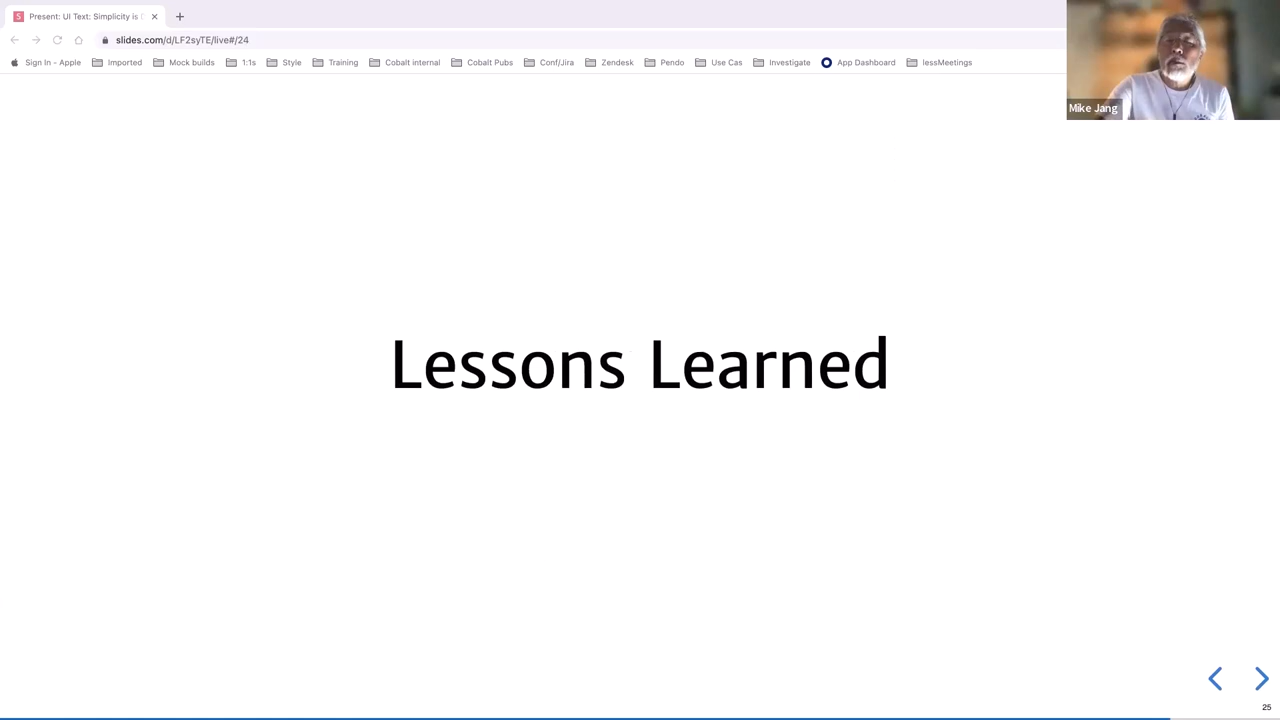 Present: UI Text: Simplicity is
slides.com/d/LF2syTE/live#/24
Sign In - Apple Imported Mock builds 1:1s Style Training Cobalt internal Cobalt Pubs Conf/Jira Zendesk Pendo Use Cas Investigate App Dashboard lessMeetings
Mike Jang
Lessons Learned
25